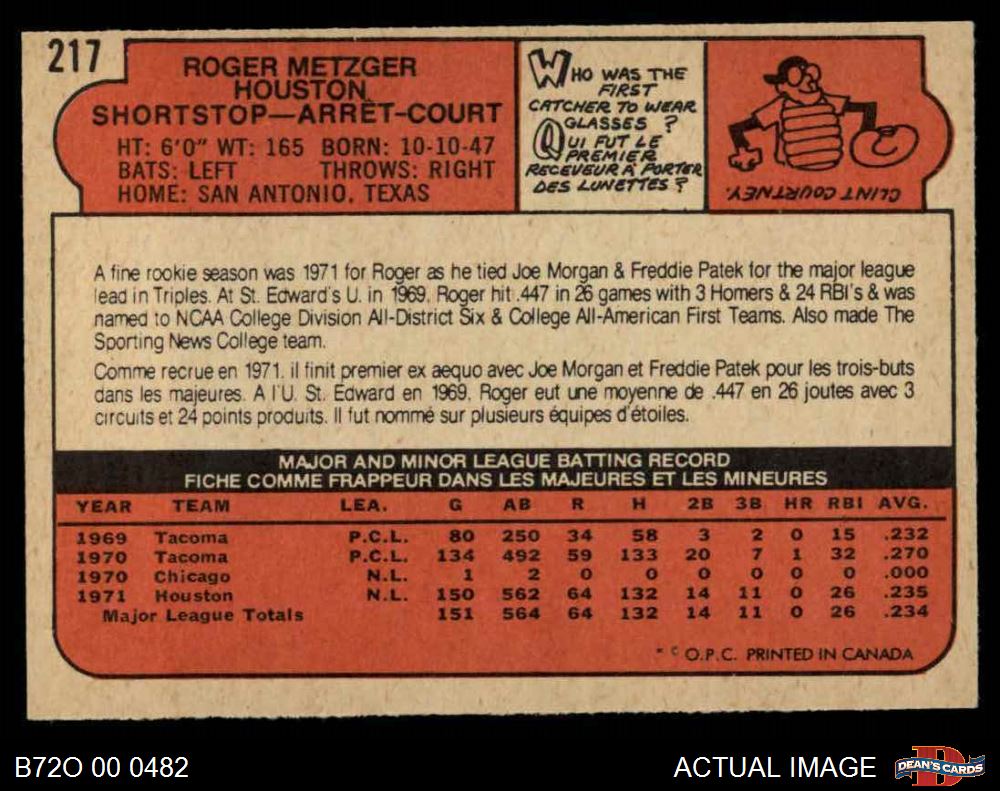 217
ROGER METZGER
HOUSTON
SHORTSTOP—ARRÊT-COURT
HT: 6'0" WT: 165 BORN: 10-10-47
BATS: LEFT THROWS: RIGHT
HOME: SAN ANTONIO, TEXAS
WHO WAS THE
FIRST
CATCHER TO WEAR
GLASSES ?
QUI FUT LE
PREMIER
RECEVEUR À PORTER
DES LUNETTES ?
CLINT COURTNEY.
A fine rookie season was 1971 for Roger as he tied Joe Morgan & Freddie Patek for the major league
lead in Triples. At St. Edward's U. in 1969, Roger hit .447 in 26 games with 3 Homers & 24 RBI's & was
named to NCAA College Division All-District Six & College All-American First Teams. Also made The
Sporting News College team.
Comme recrue en 1971, il finit premier ex aequo avec Joe Morgan et Freddie Patek pour les trois-buts
dans les majeures. A l'U. St. Edward en 1969, Roger eut une moyenne de .447 en 26 joutes avec 3
circuits et 24 points produits. Il fut nommé sur plusieurs équipes d'étoiles.
MAJOR AND MINOR LEAGUE BATTING RECORD
FICHE COMME FRAPPEUR DANS LES MAJEURES ET LES MINEURES
YEAR TEAM LEA. G AB R H 2B 3B HR RBI AVG.
1969 Tacoma P.C.L. 80 250 34 58 3 2 0 15 .232
1970 Tacoma P.C.L. 134 492 59 133 20 7 1 32 .270
1970 Chicago N.L. 1 2 0 0 0 0 0 0 .000
1971 Houston N.L. 150 562 64 132 14 11 0 26 .235
Major League Totals 151 564 64 132 14 11 0 26 .234
* © O.P.C. PRINTED IN CANADA
B72O 00 0482
ACTUAL IMAGE
DEAN'S CARDS